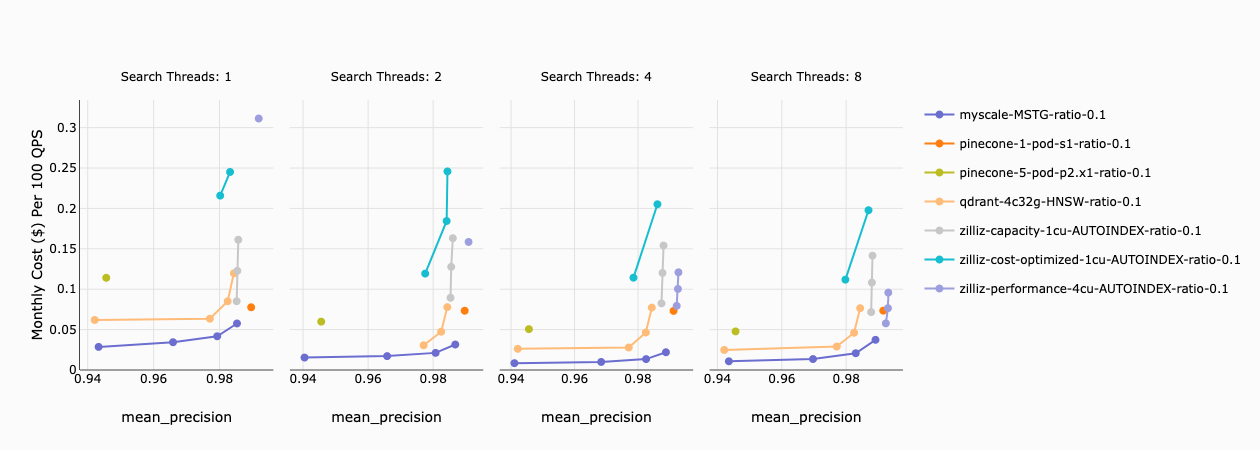 Search Threads: 1
Search Threads: 2
Search Threads: 4
Search Threads: 8
Monthly Cost ($) Per 100 QPS
0.3
0.25
0.2
0.15
0.1
0.05
0
0.94 0.96 0.98
0.94 0.96 0.98
0.94 0.96 0.98
0.94 0.96 0.98
mean_precision
mean_precision
mean_precision
mean_precision
myscale-MSTG-ratio-0.1
pinecone-1-pod-s1-ratio-0.1
pinecone-5-pod-p2.x1-ratio-0.1
qdrant-4c32g-HNSW-ratio-0.1
zilliz-capacity-1cu-AUTOINDEX-ratio-0.1
zilliz-cost-optimized-1cu-AUTOINDEX-ratio-0.1
zilliz-performance-4cu-AUTOINDEX-ratio-0.1